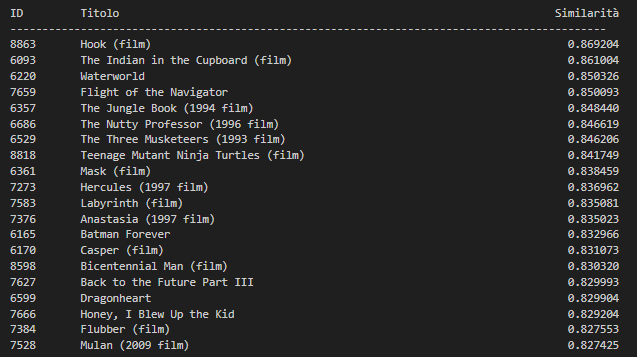 ID Titolo Similarità
--------------------------------------------------------------------------------------------
8863 Hook (film) 0.869204
6093 The Indian in the Cupboard (film) 0.861004
6220 Waterworld 0.850326
7659 Flight of the Navigator 0.850093
6357 The Jungle Book (1994 film) 0.848440
6686 The Nutty Professor (1996 film) 0.846619
6529 The Three Musketeers (1993 film) 0.846206
8818 Teenage Mutant Ninja Turtles (film) 0.841749
6361 Mask (film) 0.838459
7273 Hercules (1997 film) 0.836962
7583 Labyrinth (film) 0.835081
7376 Anastasia (1997 film) 0.835023
6165 Batman Forever 0.832966
6170 Casper (film) 0.831073
8598 Bicentennial Man (film) 0.830320
7627 Back to the Future Part III 0.829993
6599 Dragonheart 0.829904
7666 Honey, I Blew Up the Kid 0.829204
7384 Flubber (film) 0.827553
7528 Mulan (2009 film) 0.827425